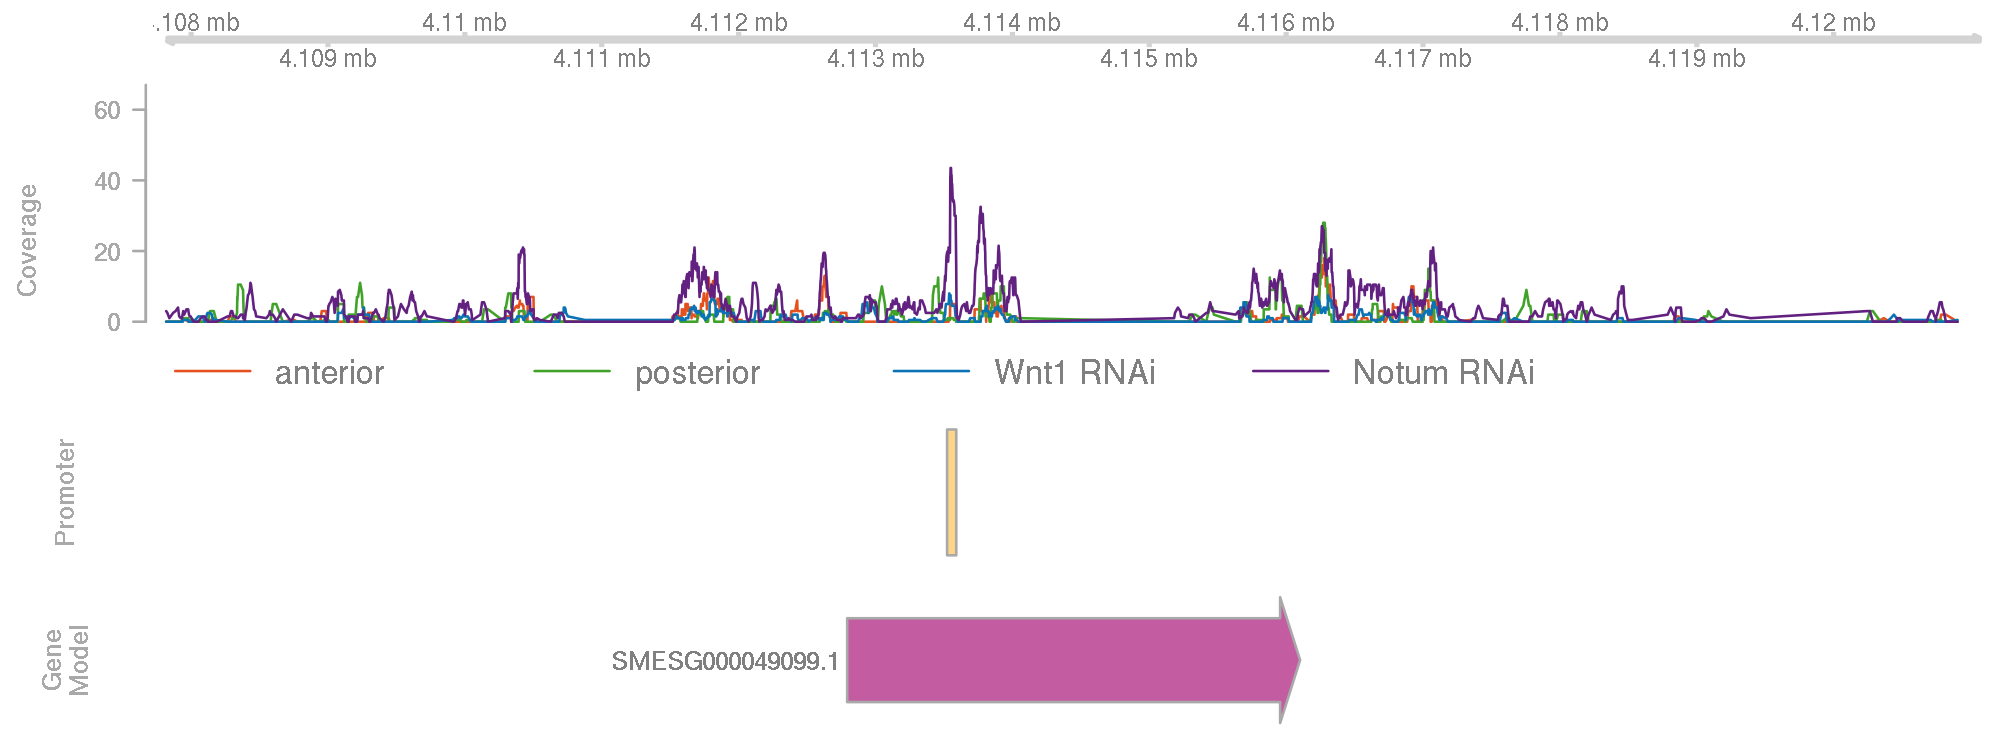 .108 mb 4.11 mb 4.112 mb 4.114 mb 4.116 mb 4.118 mb 4.12 mb
4.109 mb 4.111 mb 4.113 mb 4.115 mb 4.117 mb 4.119 mb
60
40
20
0
Coverage
anterior posterior Wnt1 RNAi Notum RNAi
Promoter
Gene
Model
SMESG000049099.1